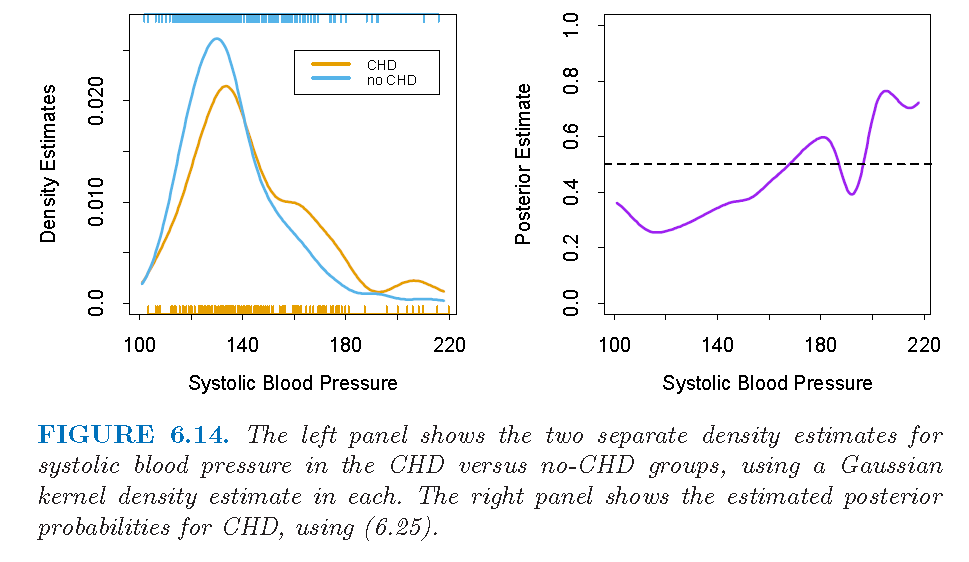 Density Estimates
0.0
0.010
0.020
CHD
no CHD
100 140 180 220
Systolic Blood Pressure
Posterior Estimate
0.0
0.2
0.4
0.6
0.8
1.0
100 140 180 220
Systolic Blood Pressure
FIGURE 6.14. The left panel shows the two separate density estimates for
systolic blood pressure in the CHD versus no-CHD groups, using a Gaussian
kernel density estimate in each. The right panel shows the estimated posterior
probabilities for CHD, using (6.25).